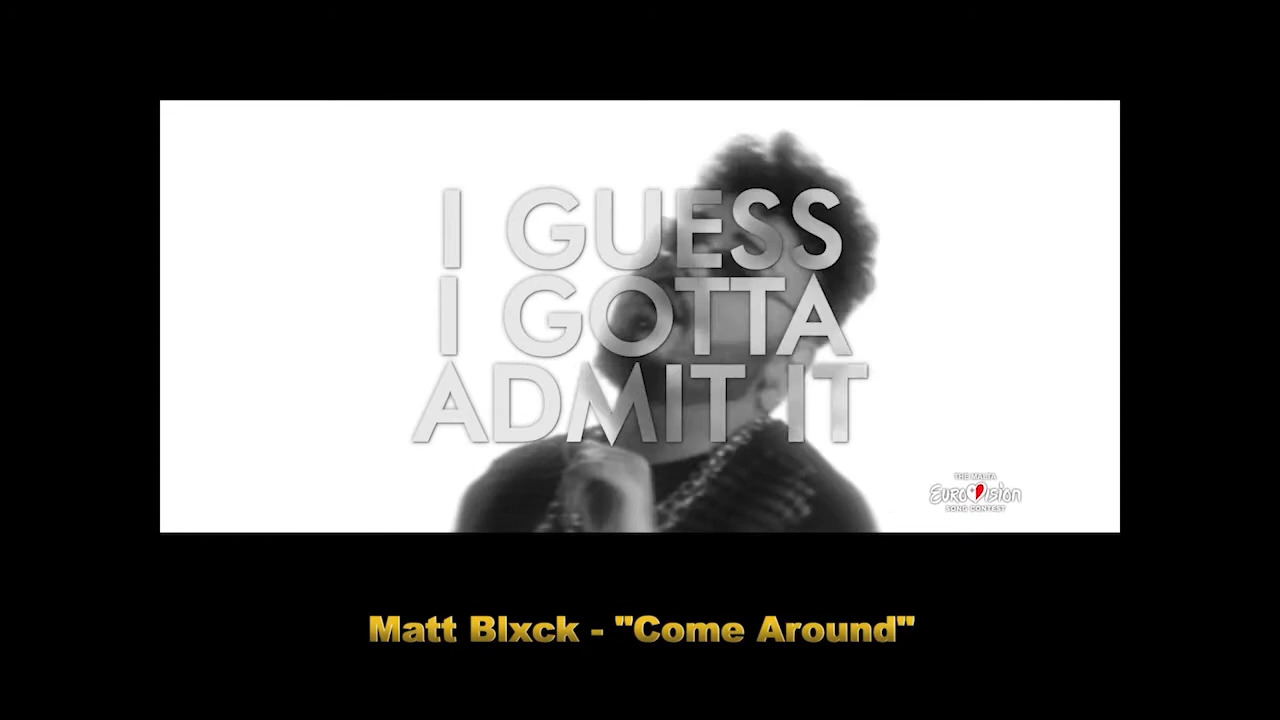 I GUESS
I GOTTA
ADMIT IT
THE MALTA
EUROVISION
SONG CONTEST
Matt Blxck - "Come Around"